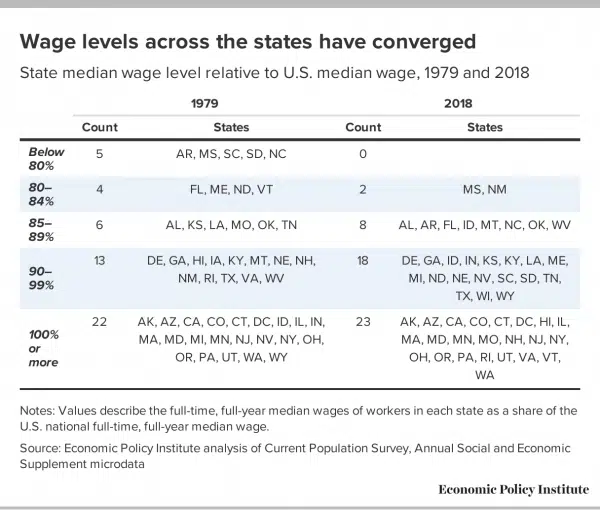 Wage levels across the states have converged
State median wage level relative to U.S. median wage, 1979 and 2018
1979 2018
Count States Count States
Below
80%
5 AR, MS, SC, SD, NC 0
80–
84%
4 FL, ME, ND, VT 2 MS, NM
85–
89%
6 AL, KS, LA, MO, OK, TN 8 AL, AR, FL, ID, MT, NC, OK, WV
90–
99%
13 DE, GA, HI, IA, KY, MT, NE, NH,
NM, RI, TX, VA, WV
18 DE, GA, ID, IN, KS, KY, LA, ME,
MI, ND, NE, NV, SC, SD, TN,
TX, WI, WY
100%
or
more
22 AK, AZ, CA, CO, CT, DC, ID, IL, IN,
MA, MD, MI, MN, NJ, NV, NY, OH,
OR, PA, UT, WA, WY
23 AK, AZ, CA, CO, CT, DC, HI, IL,
MA, MD, MN, MO, NH, NJ, NY,
OH, OR, PA, RI, UT, VA, VT,
WA
Notes: Values describe the full-time, full-year median wages of workers in each state as a share of the
U.S. national full-time, full-year median wage.
Source: Economic Policy Institute analysis of Current Population Survey, Annual Social and Economic
Supplement microdata
Economic Policy Institute